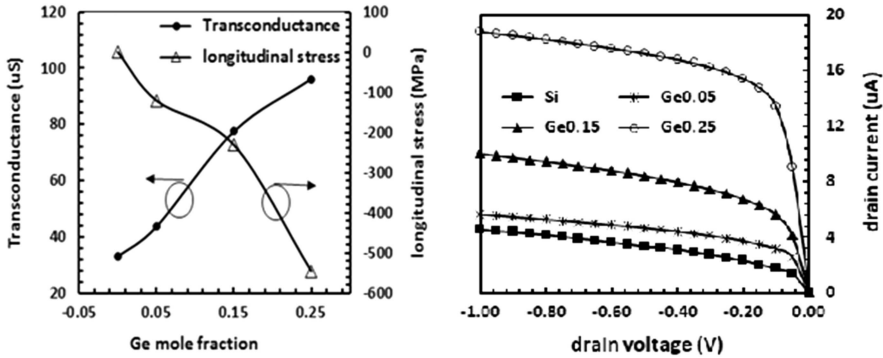 120
100
80
60
40
20
Transconductance (uS)
Transconductance
longitudinal stress
100
0
-100
-200
-300
-400
-500
-600
longitudinal stress (MPa)
-0.05
0.05
0.15
0.25
Ge mole fraction
Si
Ge0.05
Ge0.15
Ge0.25
20
16
12
8
4
0
drain current (uA)
-1.00
-0.80
-0.60
-0.40
-0.20
0.00
drain voltage (V)